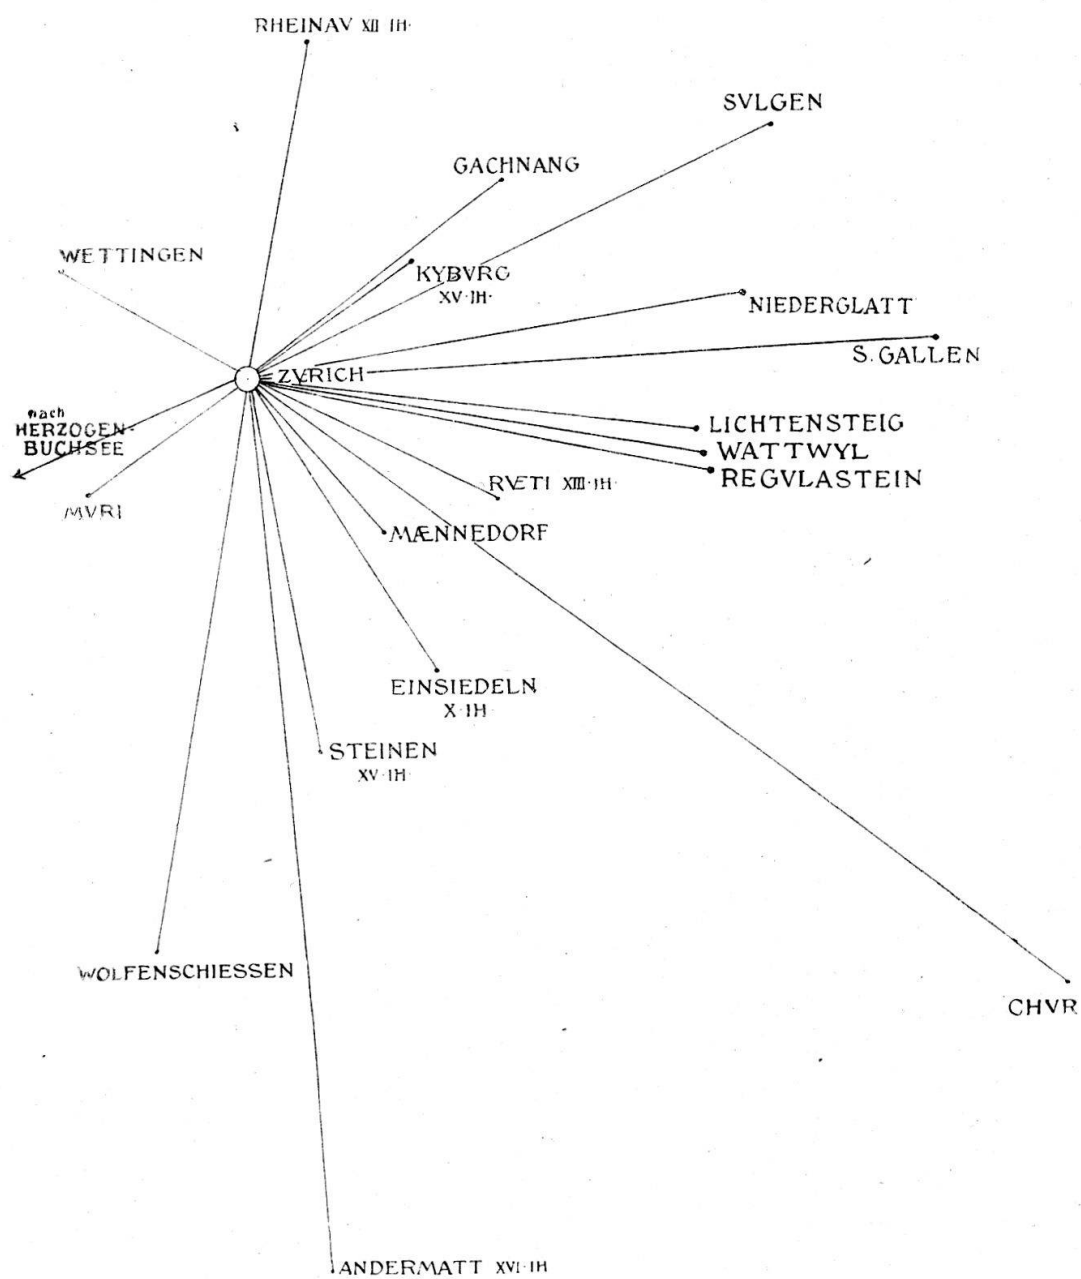 RHEINAV XII IH·
SVLGEN
GACHNANG
WETTINGEN
KYBVRG
XV·IH·
NIEDERGLATT
S. GALLEN
ZVRICH
nach
HERZOGEN-
BUCHSEE
LICHTENSTEIG
WATTWYL
REGVLASTEIN
RVETI XIII·IH·
MVRI
MÆNNEDORF
EINSIEDELN
X·IH·
STEINEN
XV·IH·
WOLFENSCHIESSEN
CHVR
ANDERMATT XVI·IH